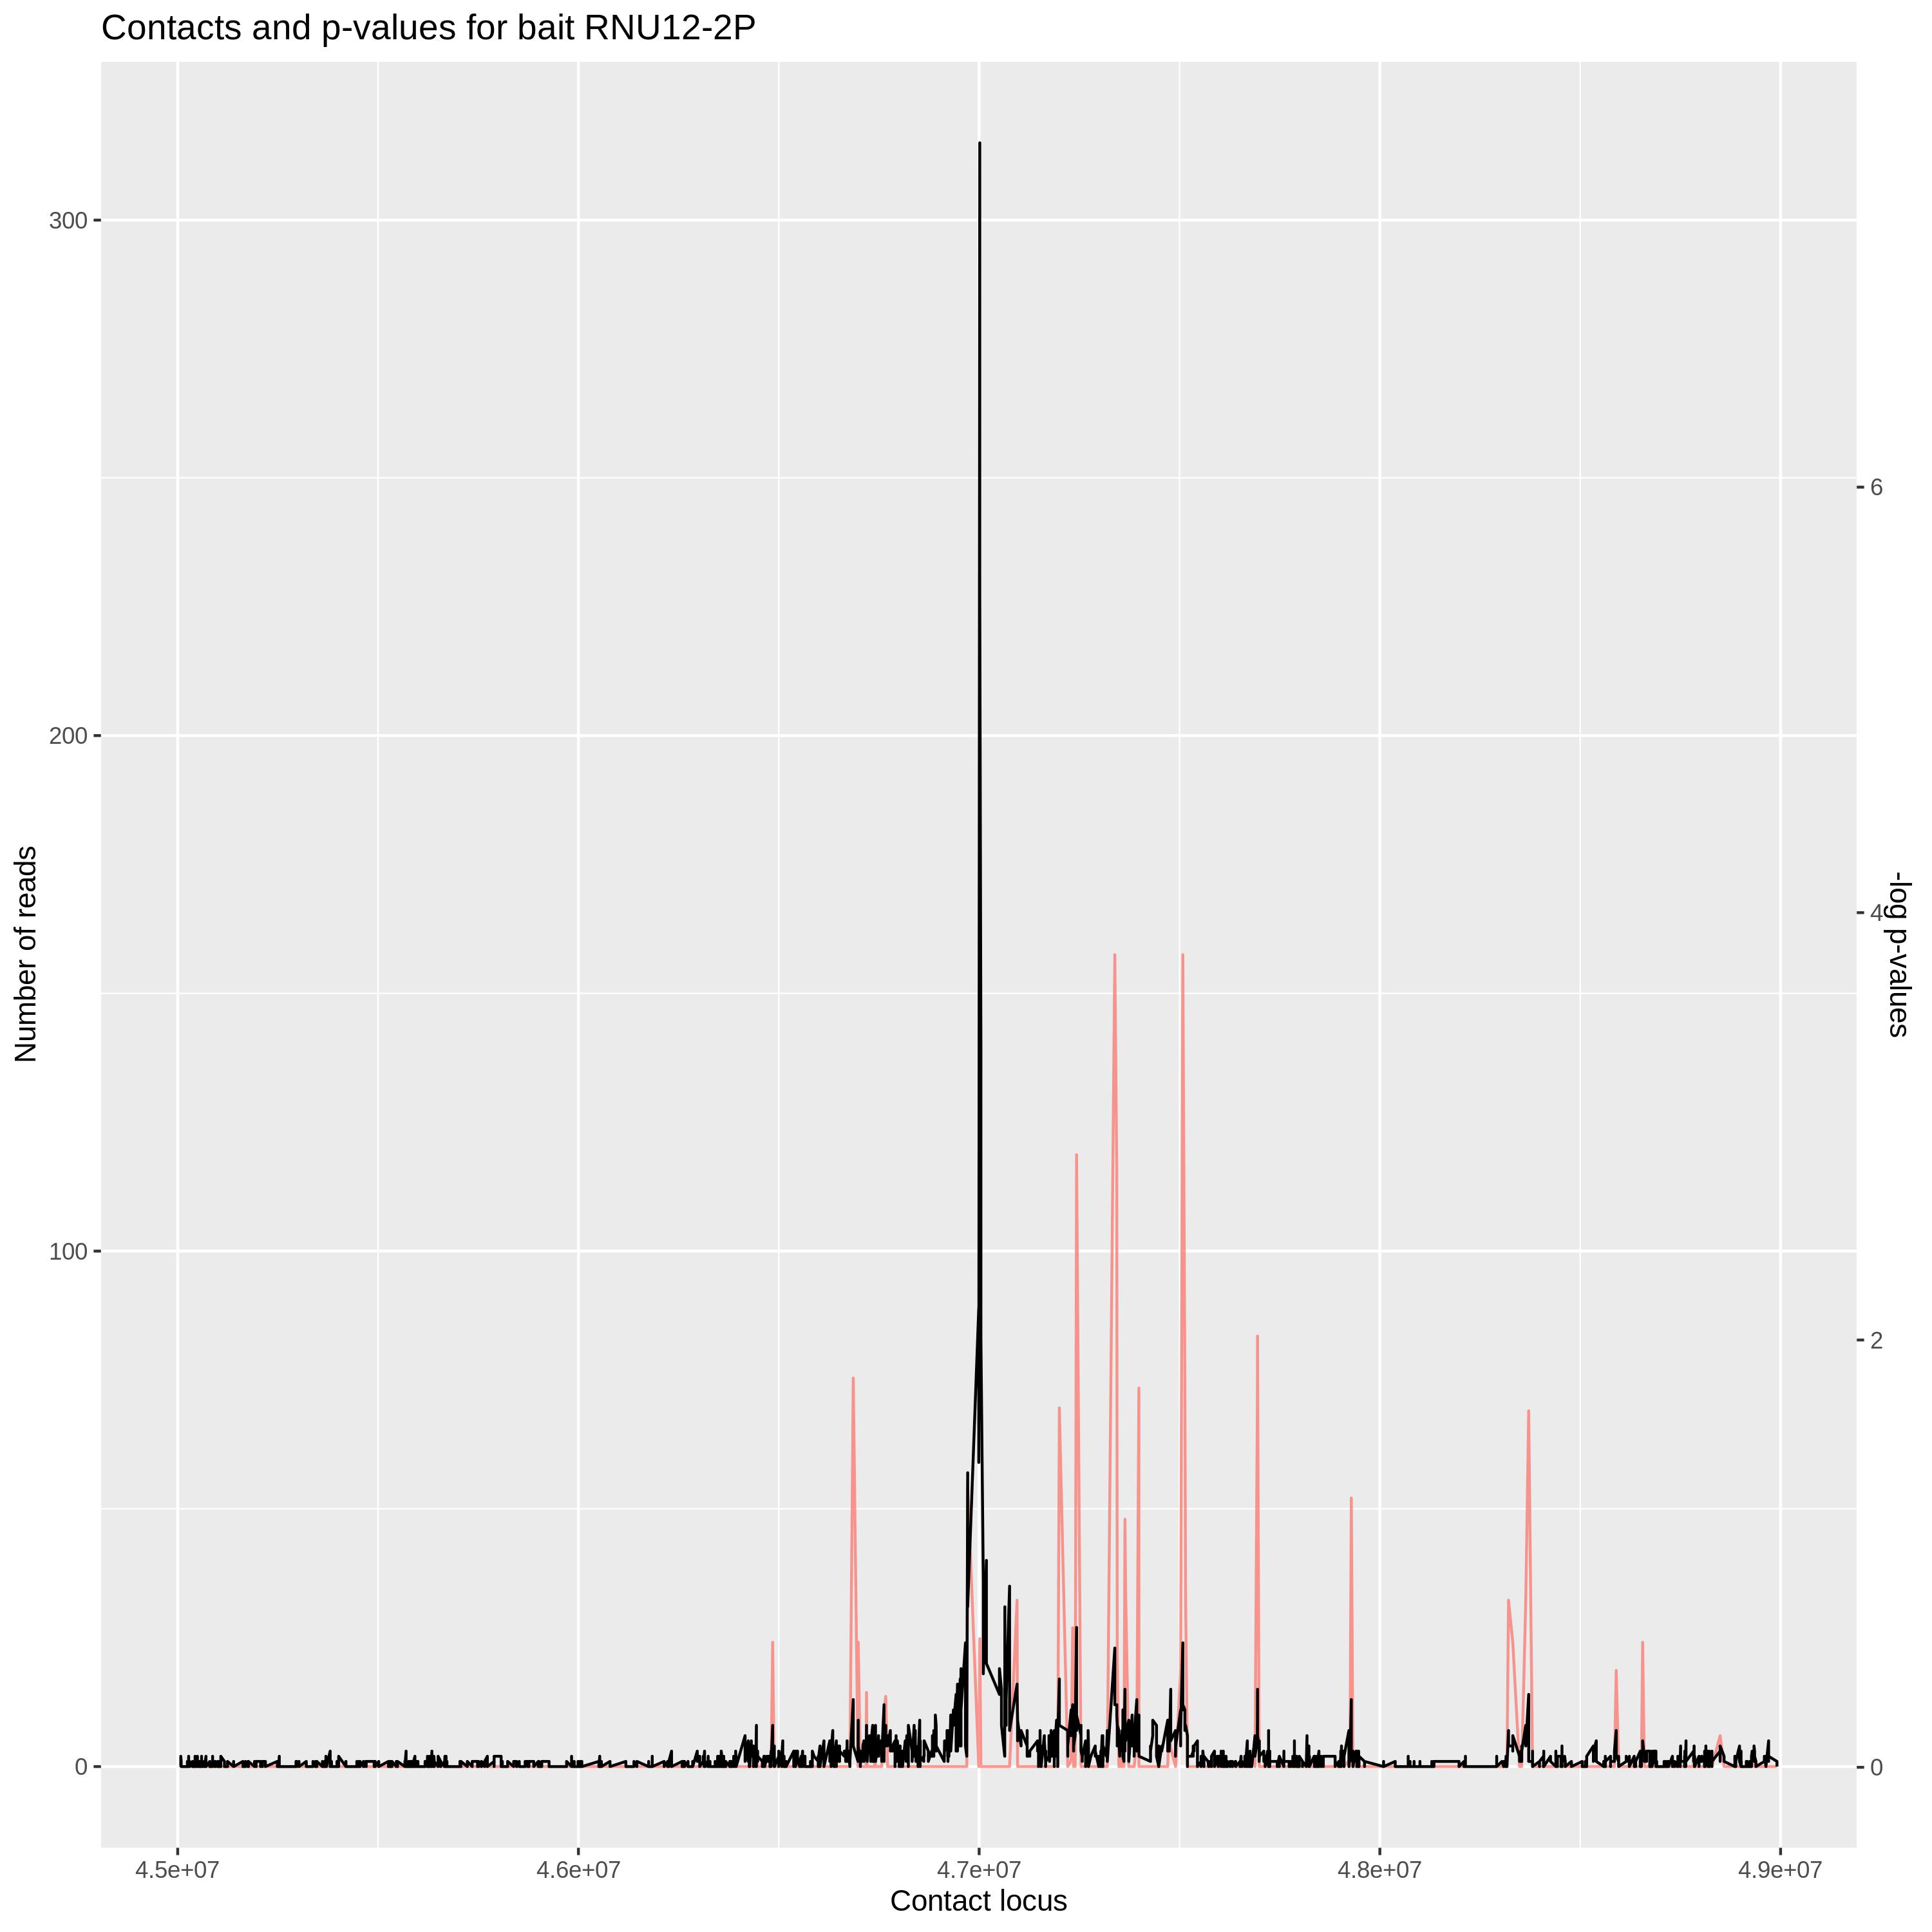 Contacts and p-values for bait RNU12-2P
Number of reads
300
200
100
0
6
4
2
0
-log p-values
4.5e+07
4.6e+07
4.7e+07
4.8e+07
4.9e+07
Contact locus